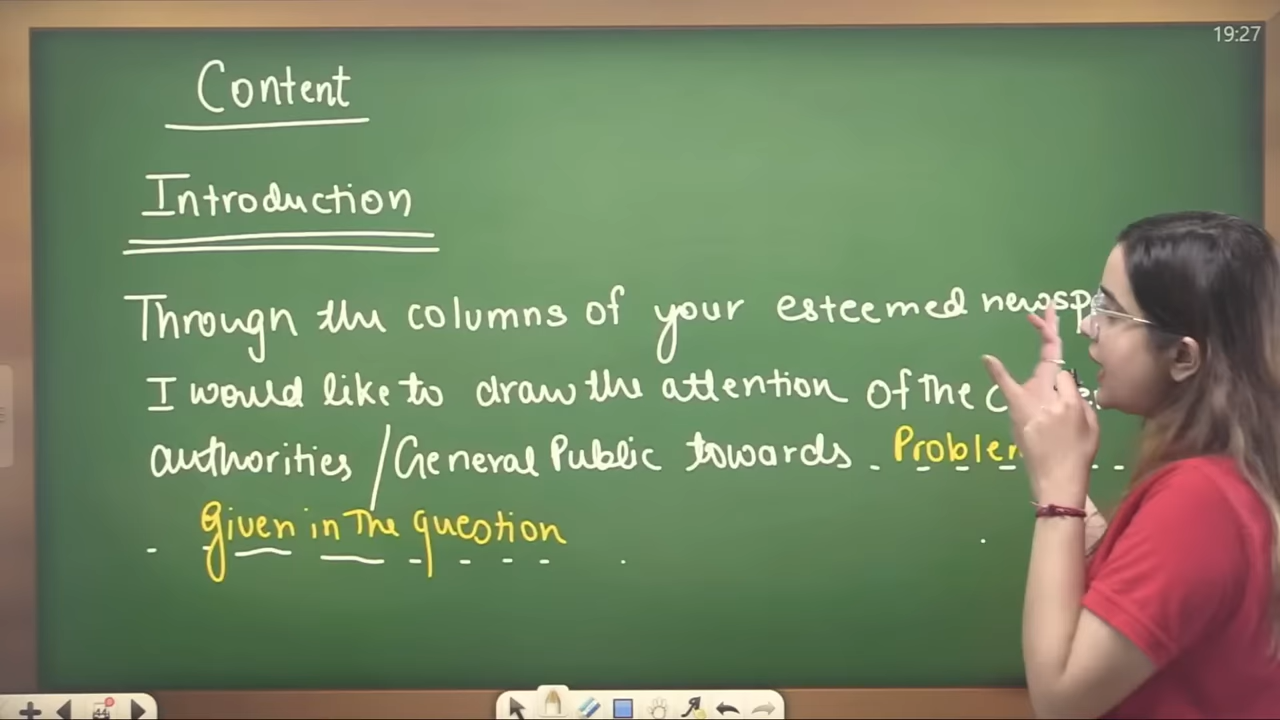 19:27
Content
Introduction
Through the columns of your esteemed
I would like to draw the attention of the
authorities / General Public towards
given in the question